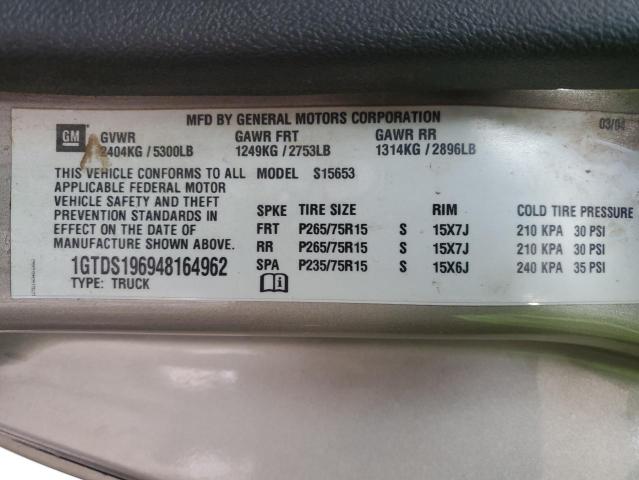 MFD BY GENERAL MOTORS CORPORATION
03/04
GM
GVWR GAWR FRT GAWR RR
2404KG / 5300LB 1249KG / 2753LB 1314KG / 2896LB
THIS VEHICLE CONFORMS TO ALL MODEL S15653
APPLICABLE FEDERAL MOTOR
VEHICLE SAFETY AND THEFT
PREVENTION STANDARDS IN
EFFECT ON THE DATE OF
MANUFACTURE SHOWN ABOVE.
1GTDS196948164962
TYPE: TRUCK
SPKE TIRE SIZE RIM COLD TIRE PRESSURE
FRT P265/75R15 S 15X7J 210 KPA 30 PSI
RR P265/75R15 S 15X7J 210 KPA 30 PSI
SPA P235/75R15 S 15X6J 240 KPA 35 PSI